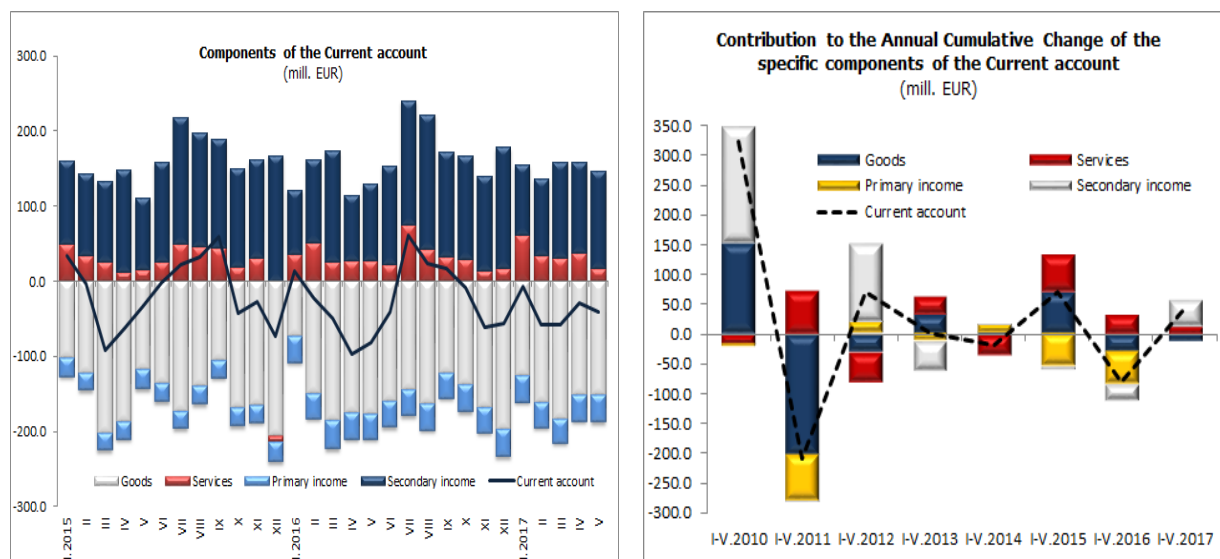 Components of the Current account
(mill. EUR)
300.0
200.0
100.0
0.0
-100.0
-200.0
-300.0
Goods Services Primary income Secondary income Current account
I.2015 II III IV V VI VII VIII IX X XI XII I.2016 II III IV V VI VII VIII IX X XI XII I.2017 II III IV V
Contribution to the Annual Cumulative Change of the
specific components of the Current account
(mill. EUR)
350.0
300.0
250.0
200.0
150.0
100.0
50.0
0.0
-50.0
-100.0
-150.0
-200.0
-250.0
-300.0
Goods Services
Primary income Secondary income
Current account
I-V.2010 I-V.2011 I-V.2012 I-V.2013 I-V.2014 I-V.2015 I-V.2016 I-V.2017